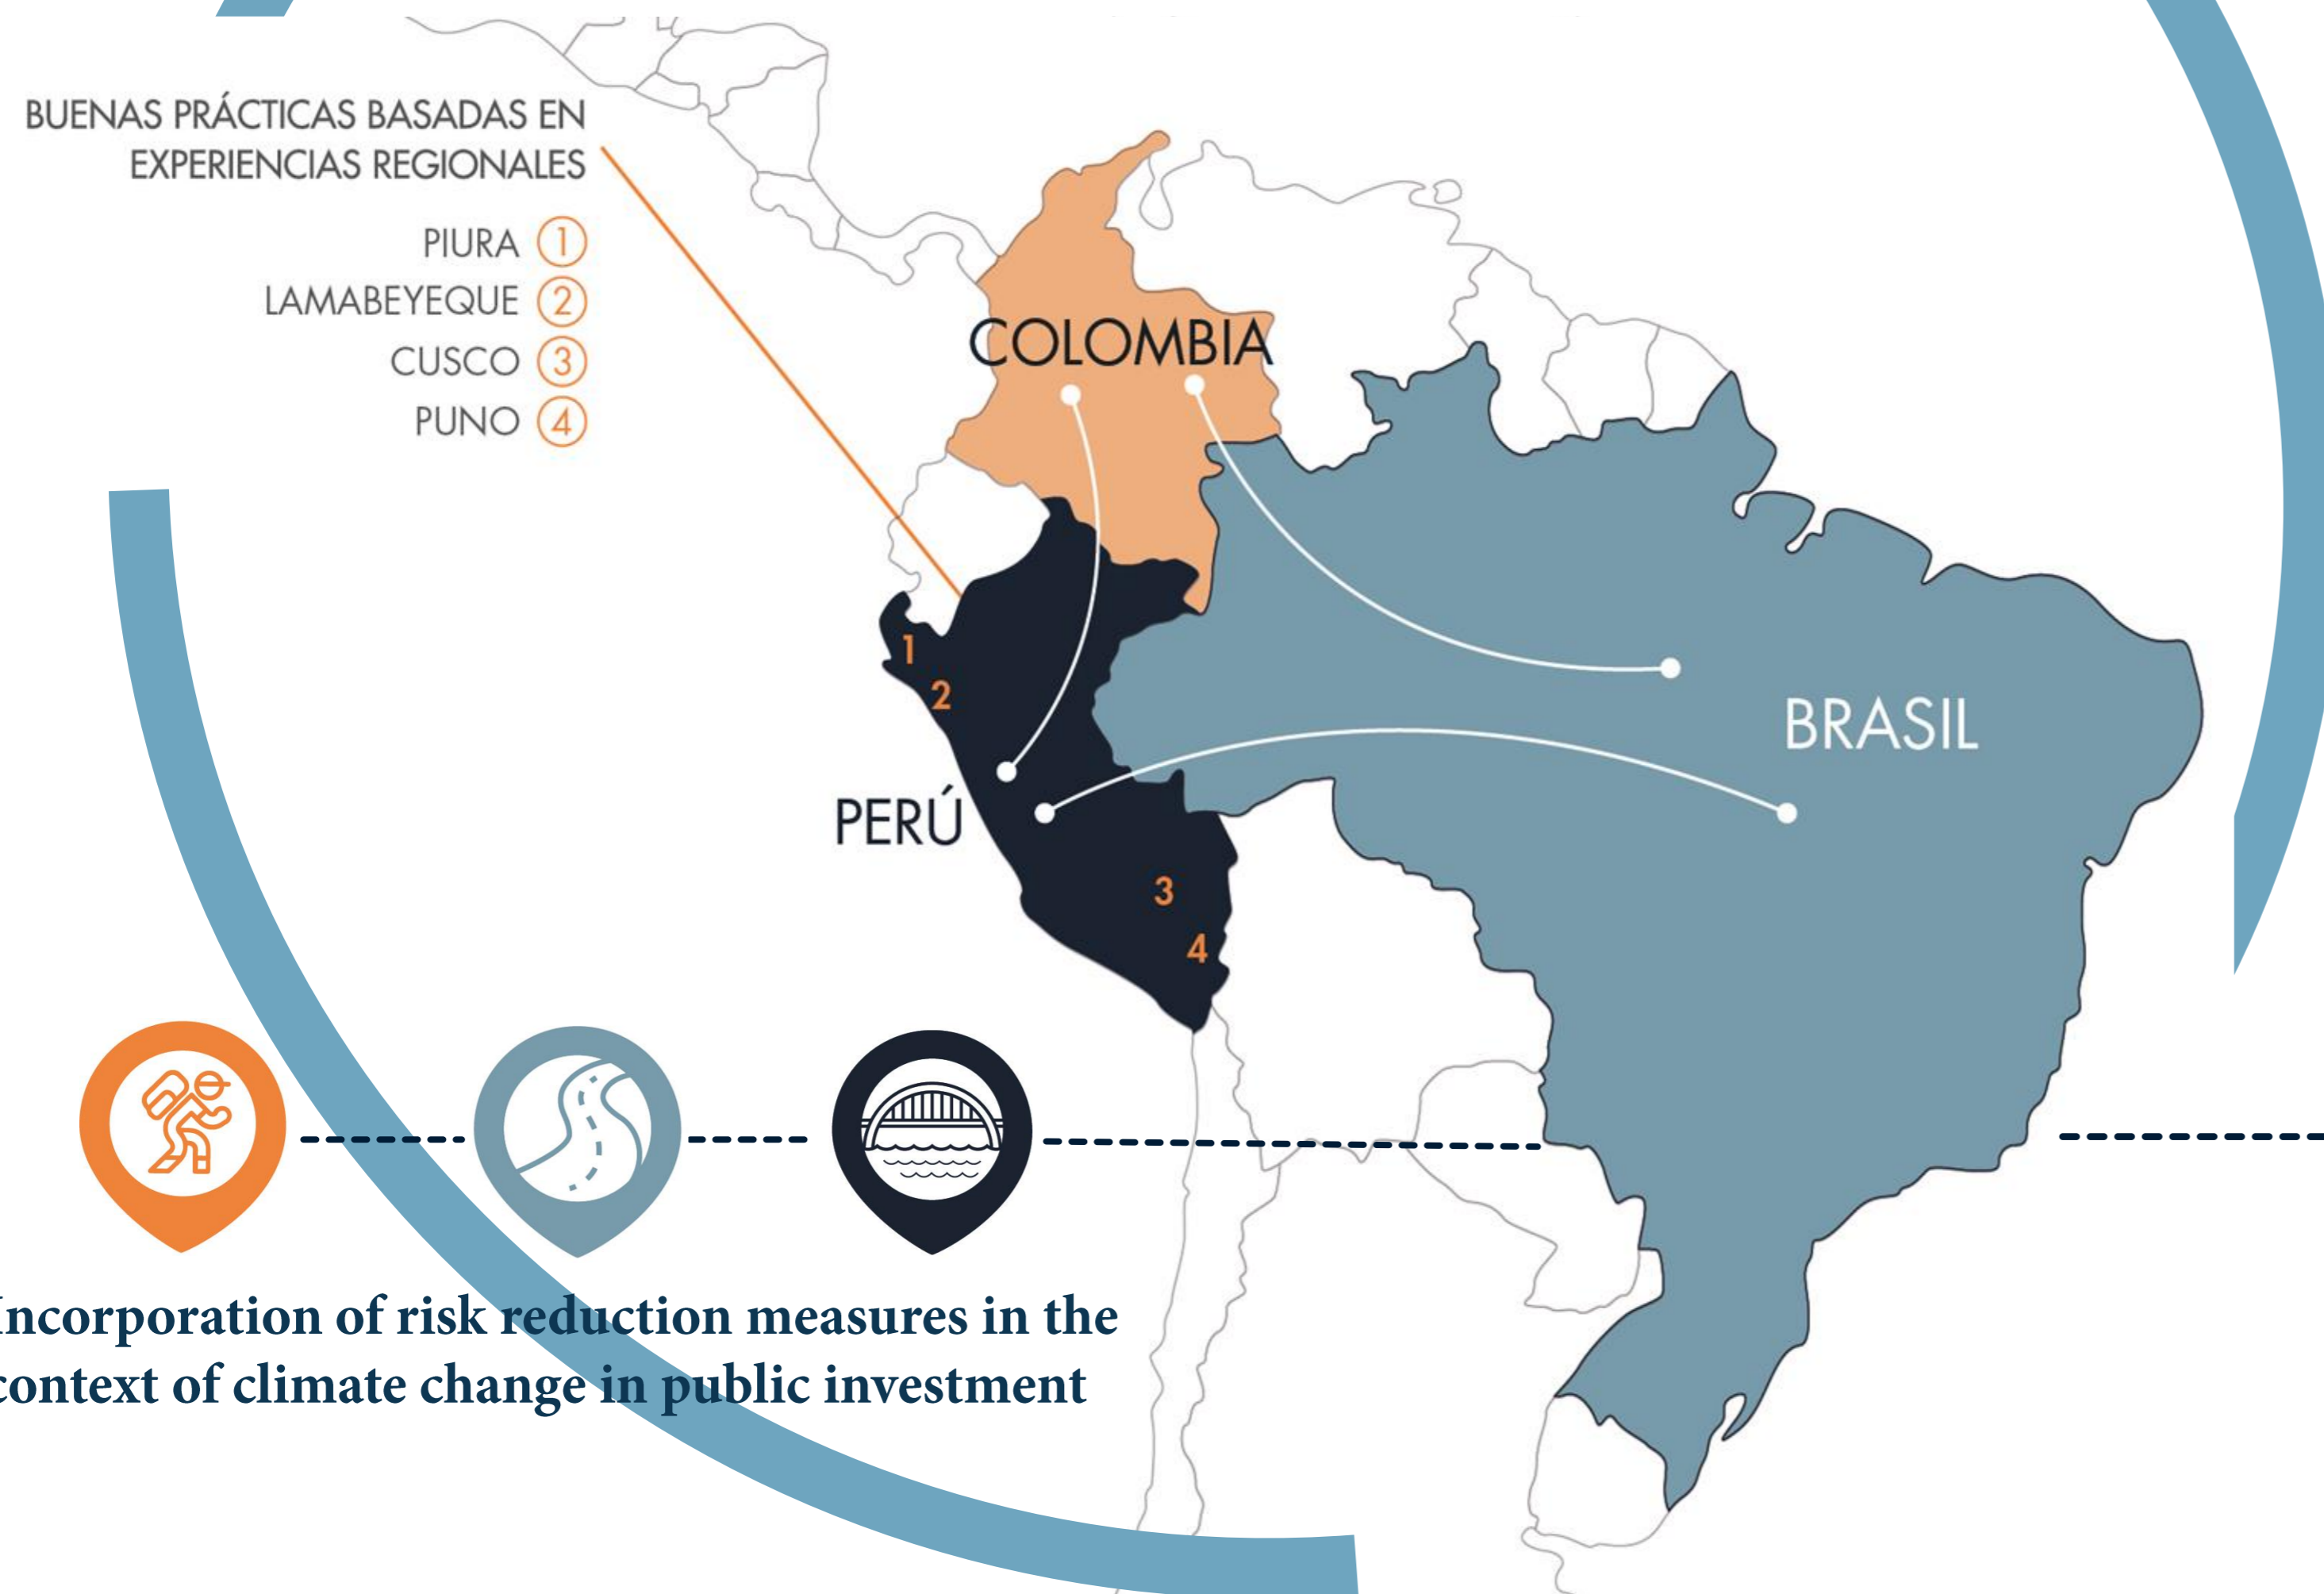 BUENAS PRÁCTICAS BASADAS EN
EXPERIENCIAS REGIONALES
PIURA 1
LAMABEYEQUE 2
CUSCO 3
PUNO 4
COLOMBIA
1
2
BRASIL
PERÚ
3
4
Incorporation of risk reduction measures in the
context of climate change in public investment